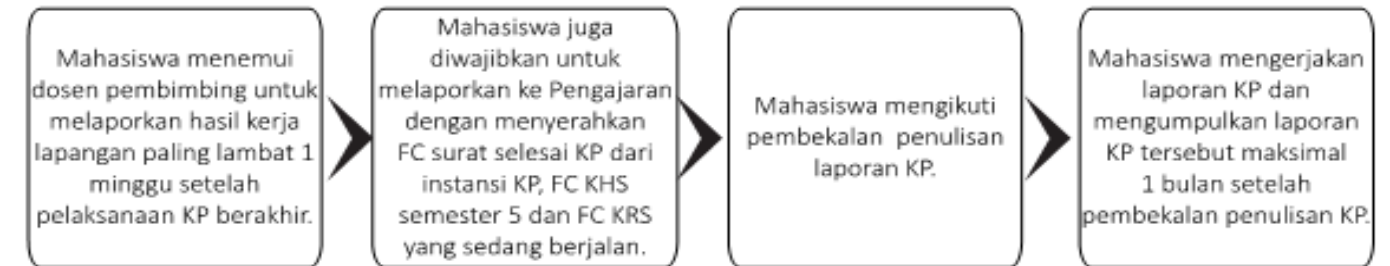 Mahasiswa menemui
dosen pembimbing untuk
melaporkan hasil kerja
lapangan paling lambat 1
minggu setelah
pelaksanaan KP berakhir.
Mahasiswa juga
diwajibkan untuk
melaporkan ke Pengajaran
dengan menyerahkan
FC surat selesai KP dari
instansi KP, FC KHS
semester 5 dan FC KRS
yang sedang berjalan.
Mahasiswa mengikuti
pembekalan penulisan
laporan KP.
Mahasiswa mengerjakan
laporan KP dan
mengumpulkan laporan
KP tersebut maksimal
1 bulan setelah
pembekalan penulisan KP.